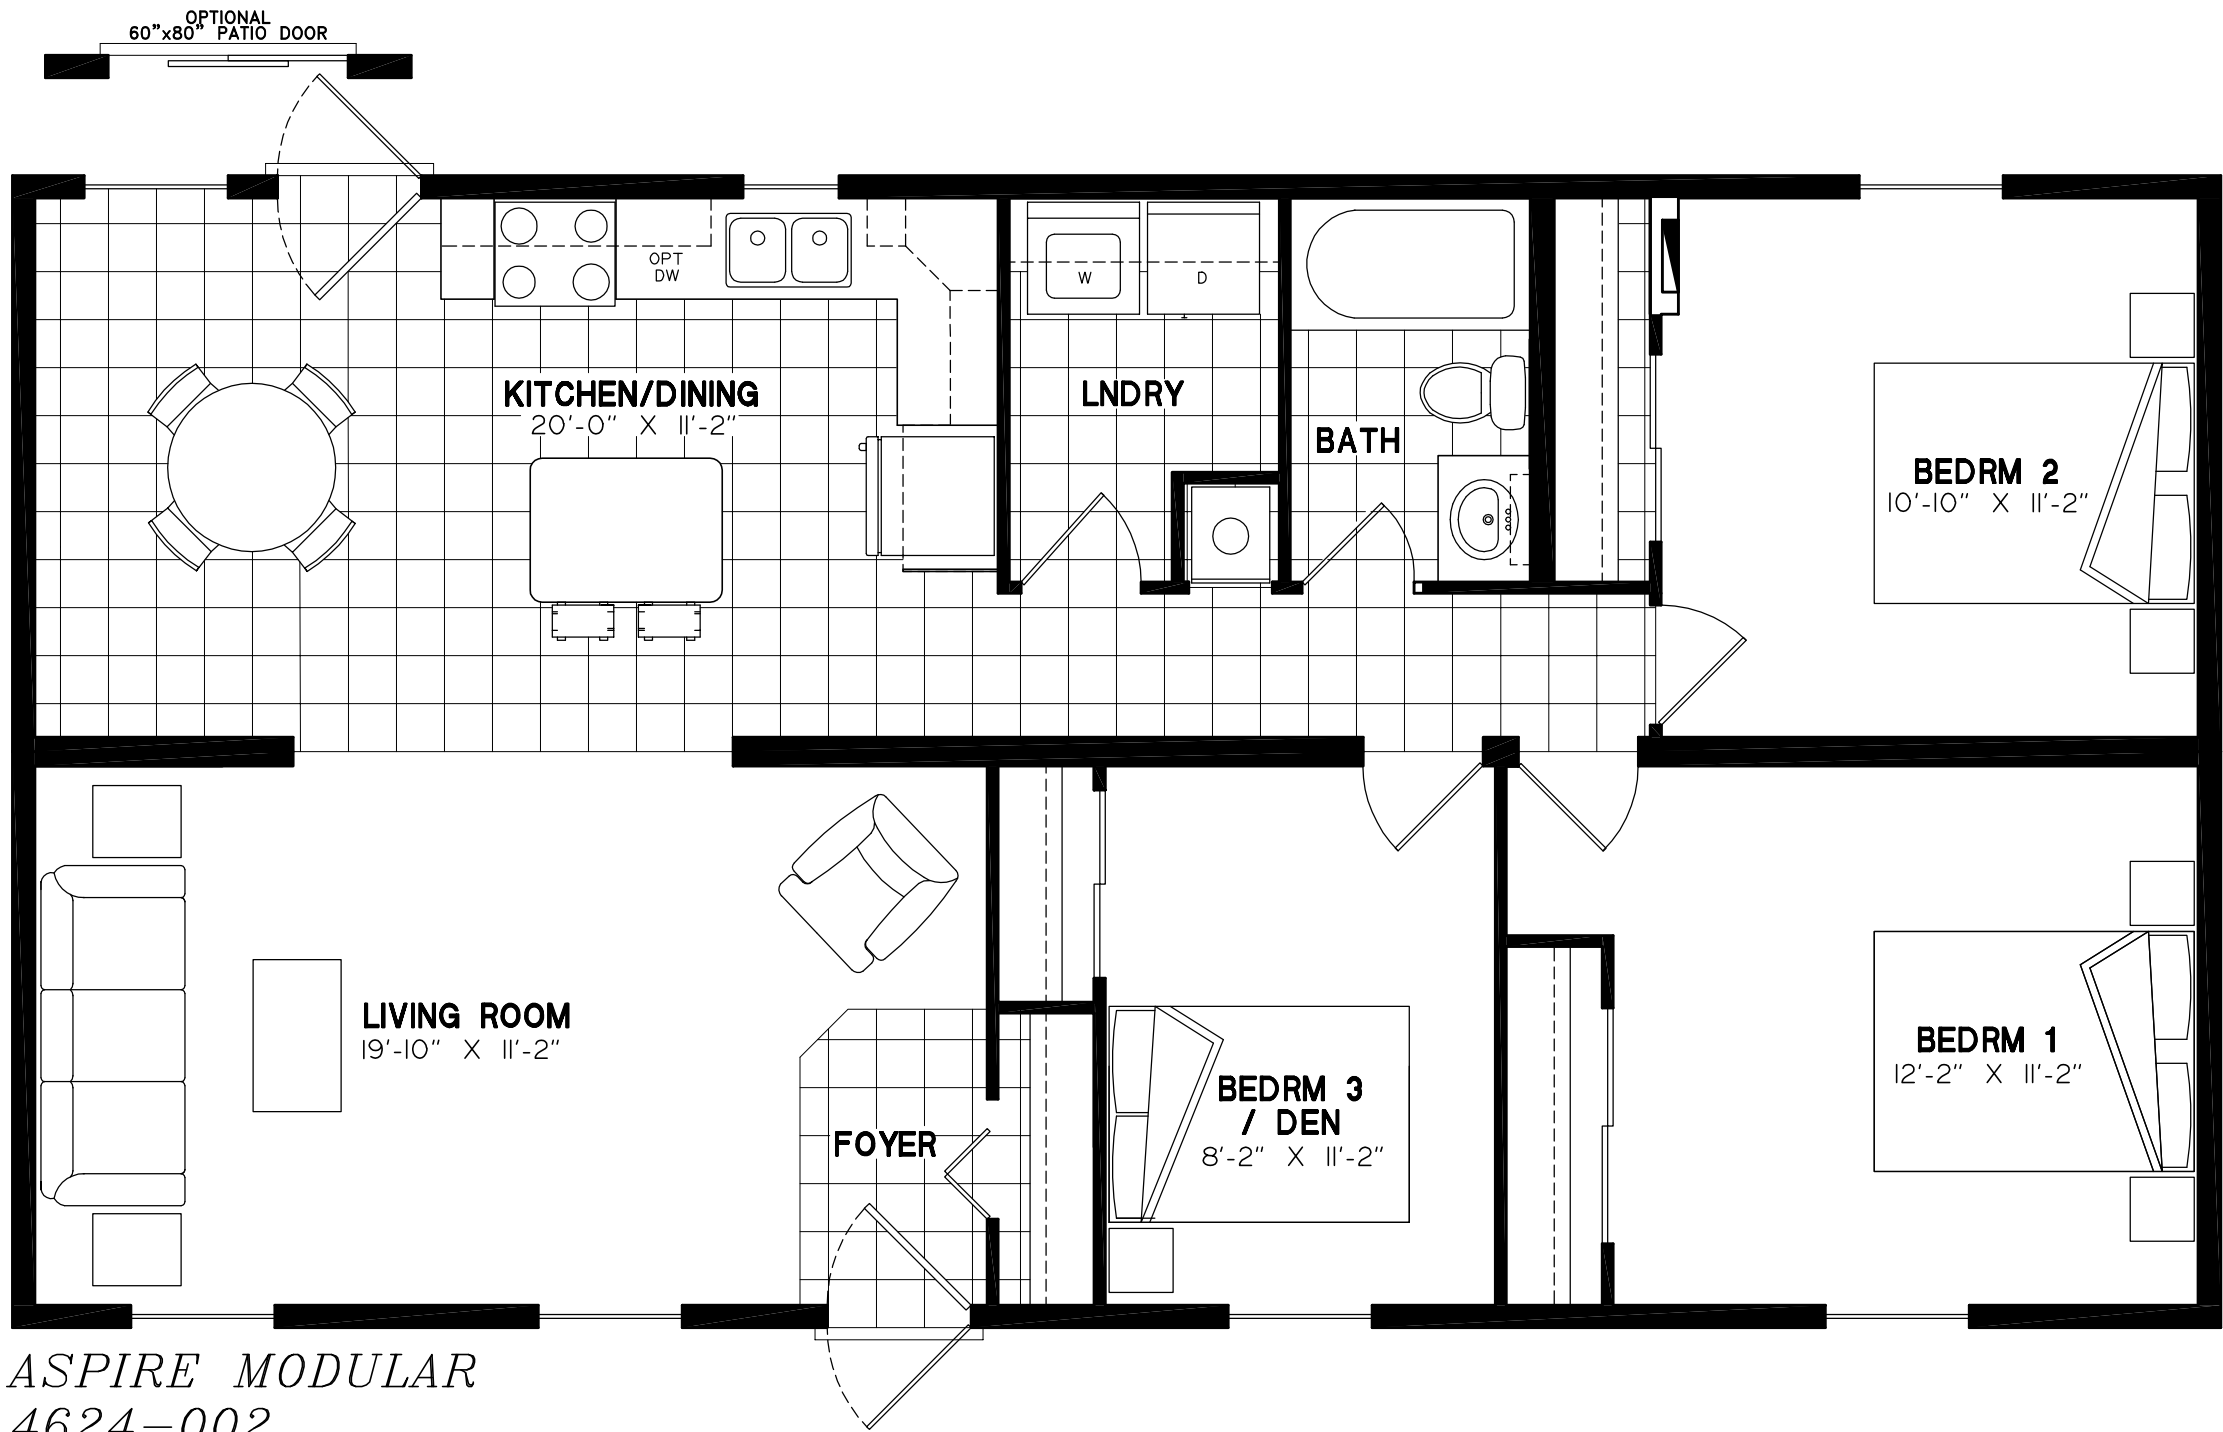 OPTIONAL
60"x80" PATIO DOOR
OPT
DW
W
D
KITCHEN/DINING
20'-0" X 11'-2"
LNDRY
BATH
BEDRM 2
10'-10" X 11'-2"
LIVING ROOM
19'-10" X 11'-2"
FOYER
BEDRM 3
/ DEN
8'-2" X 11'-2"
BEDRM 1
12'-2" X 11'-2"
ASPIRE MODULAR
4624-002